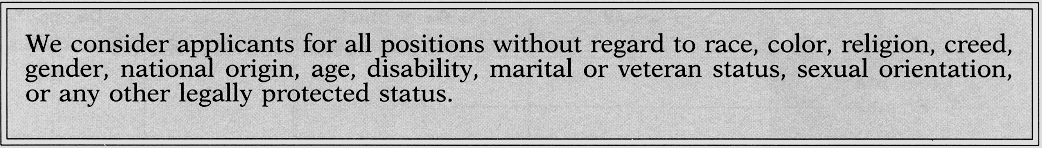 We consider applicants for all positions without regard to race, color, religion, creed,
gender, national origin, age, disability, marital or veteran status, sexual orientation,
or any other legally protected status.